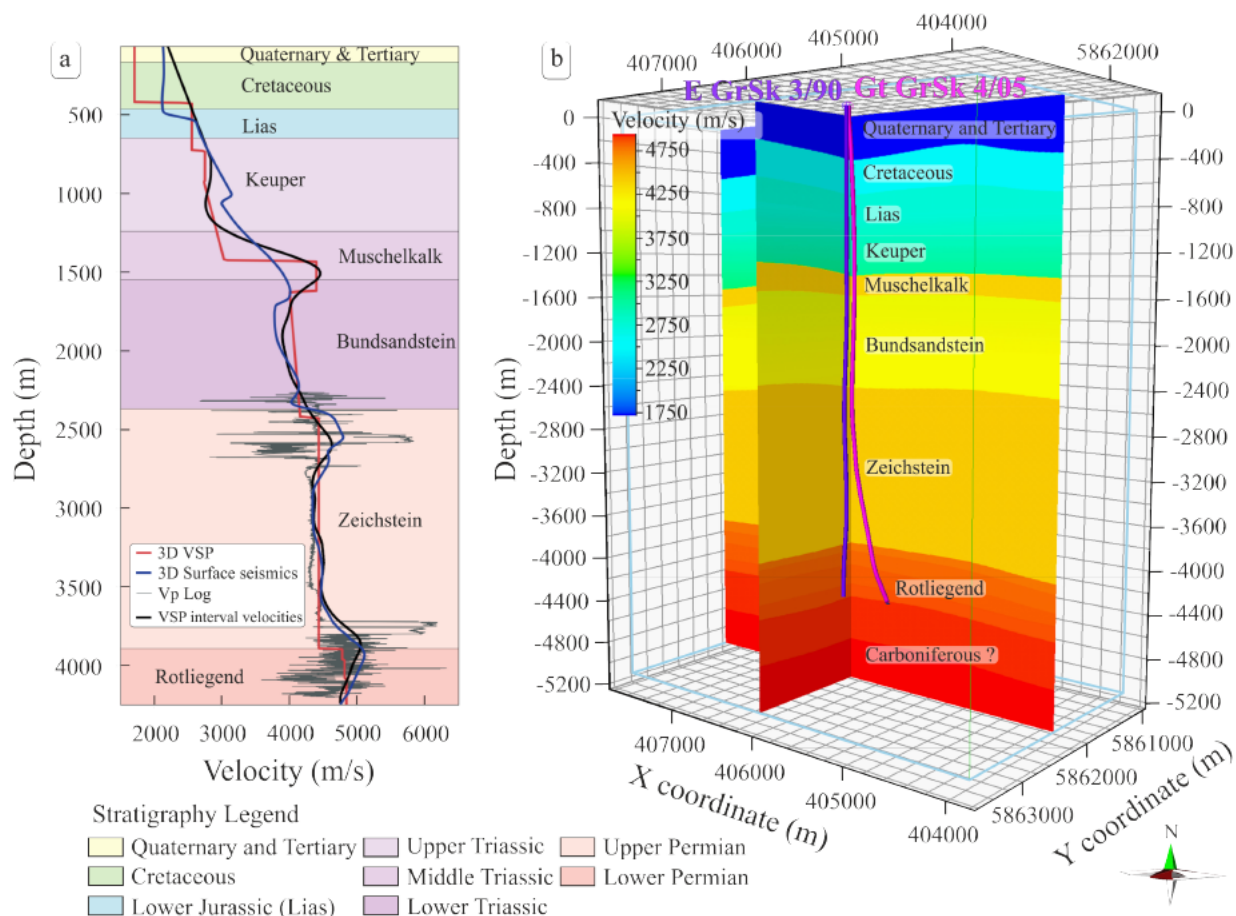 a
Quaternary & Tertiary
Cretaceous
Lias
Keuper
Muschelkalk
Bundsandstein
Zeichstein
Rotliegend
500
1000
1500
2000
2500
3000
3500
4000
Depth (m)
3D VSP
3D Surface seismics
Vp Log
VSP interval velocities
2000 3000 4000 5000 6000
Velocity (m/s)
b
407000 406000 405000 404000
5862000
E GrSk 3/90 Gt GrSk 4/05
Velocity (m/s)
4750
4250
3750
3250
2750
2250
1750
Quaternary and Tertiary
Cretaceous
Lias
Keuper
Muschelkalk
Bundsandstein
Zeichstein
Rotliegend
Carboniferous ?
0
-400
-800
-1200
-1600
-2000
-2400
-2800
-3200
-3600
-4000
-4400
-4800
-5200
Depth (m)
0
-400
-800
-1200
-1600
-2000
-2400
-2800
-3200
-3600
-4000
-4400
-4800
-5200
407000 406000 405000 404000
X coordinate (m)
5863000 5862000 5861000
Y coordinate (m)
N
Stratigraphy Legend
Quaternary and Tertiary
Cretaceous
Lower Jurassic (Lias)
Upper Triassic
Middle Triassic
Lower Triassic
Upper Permian
Lower Permian